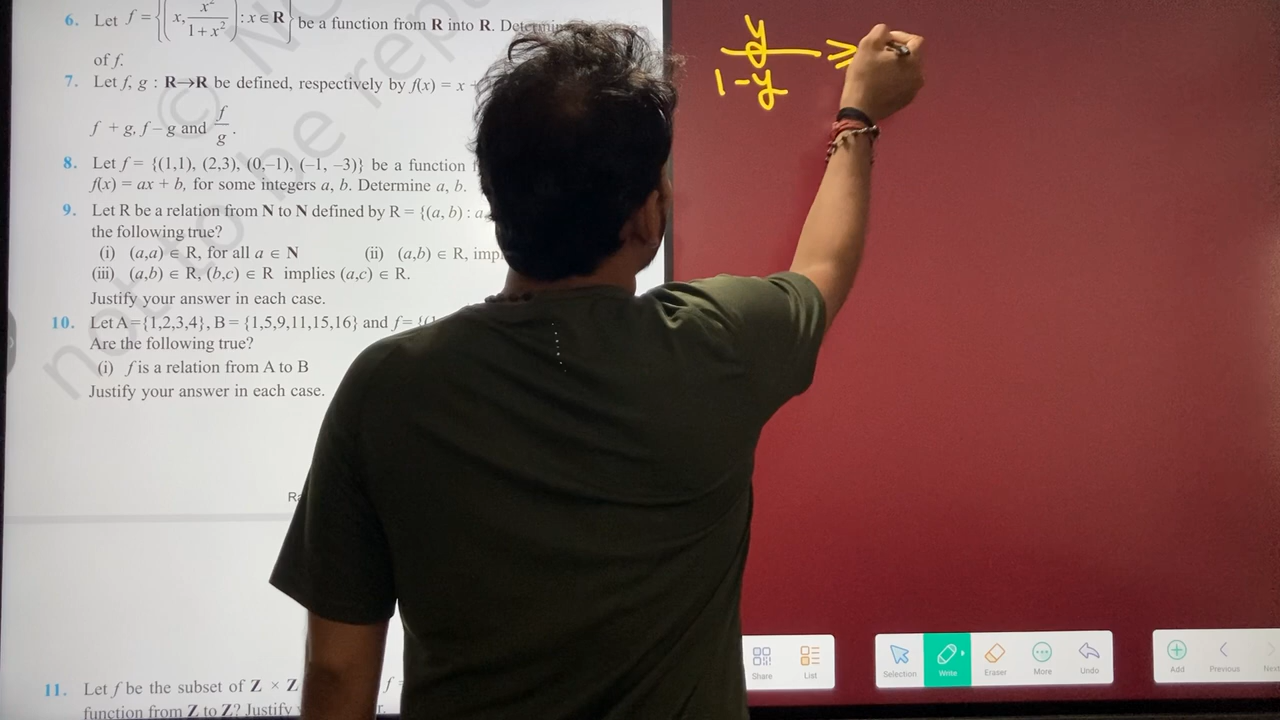 6. Let f = {(x, x²/(1+x²)) : x ∈ R} be a function from R into R. Determine
of f.
7. Let f, g : R→R be defined, respectively by f(x) = x +
f + g, f – g and f/g .
8. Let f = {(1,1), (2,3), (0,–1), (–1, –3)} be a function
f(x) = ax + b, for some integers a, b. Determine a, b.
9. Let R be a relation from N to N defined by R = {(a, b) : a
the following true?
(i) (a,a) ∈ R, for all a ∈ N (ii) (a,b) ∈ R,
(iii) (a,b) ∈ R, (b,c) ∈ R implies (a,c) ∈ R.
Justify your answer in each case.
10. Let A ={1,2,3,4}, B = {1,5,9,11,15,16} and f =
Are the following true?
(i) f is a relation from A to B
Justify your answer in each case.
11. Let f be the subset of Z × Z
function from Z to Z? Justify
not to be
y/(1-y) ≥
Share List Selection Write Eraser More Undo Add Previous Next